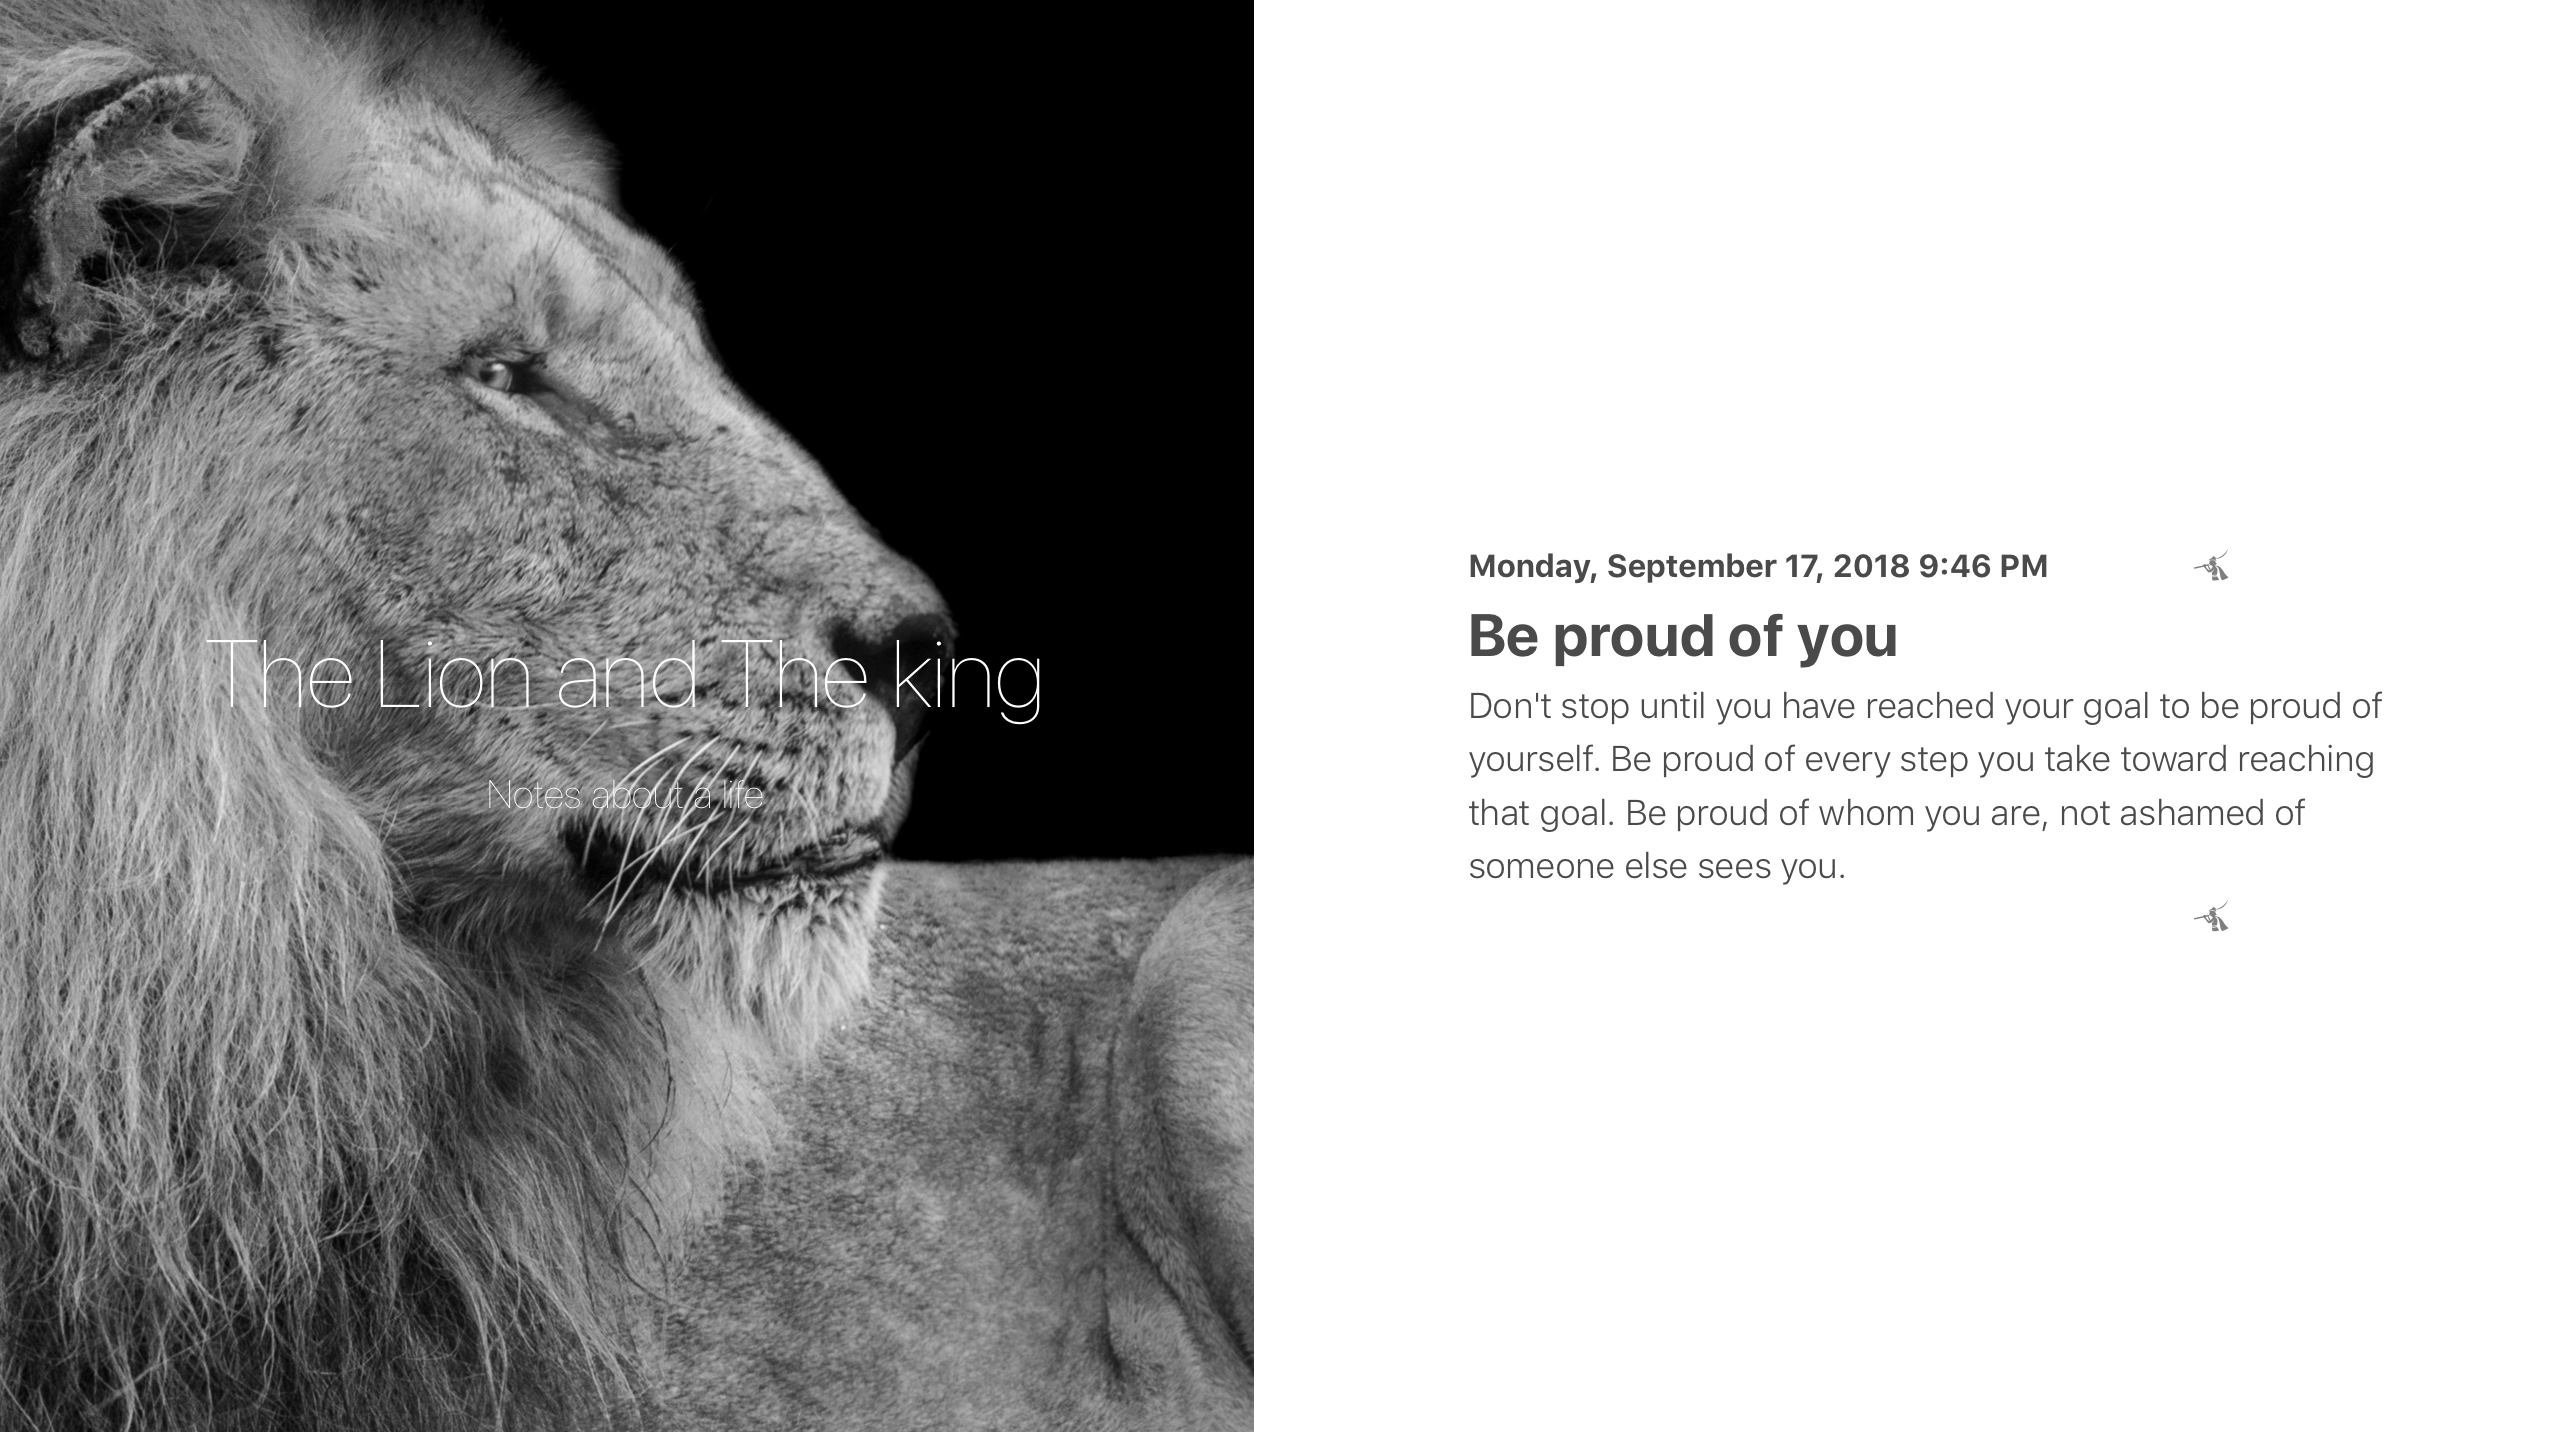 The Lion and The king
Notes about a life
Monday, September 17, 2018 9:46 PM
Be proud of you
Don't stop until you have reached your goal to be proud of
yourself. Be proud of every step you take toward reaching
that goal. Be proud of whom you are, not ashamed of
someone else sees you.